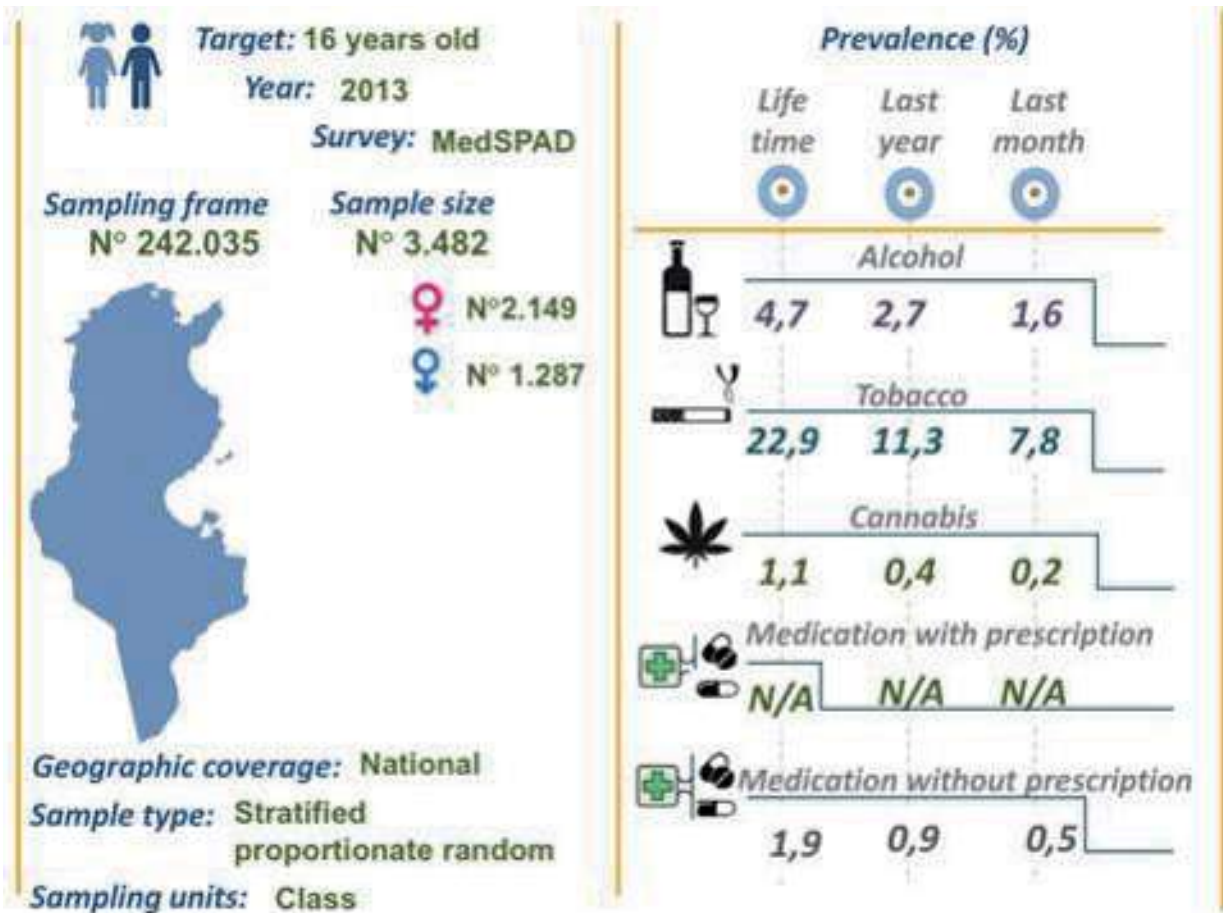 Target: 16 years old
Year: 2013
Survey: MedSPAD
Sampling frame
N° 242.035
Sample size
N° 3.482
N°2.149
N° 1.287
Geographic coverage: National
Sample type: Stratified
proportionate random
Sampling units: Class
Prevalence (%)
Life time
Last year
Last month
Alcohol
4,7 2,7 1,6
Tobacco
22,9 11,3 7,8
Cannabis
1,1 0,4 0,2
Medication with prescription
N/A N/A N/A
Medication without prescription
1,9 0,9 0,5